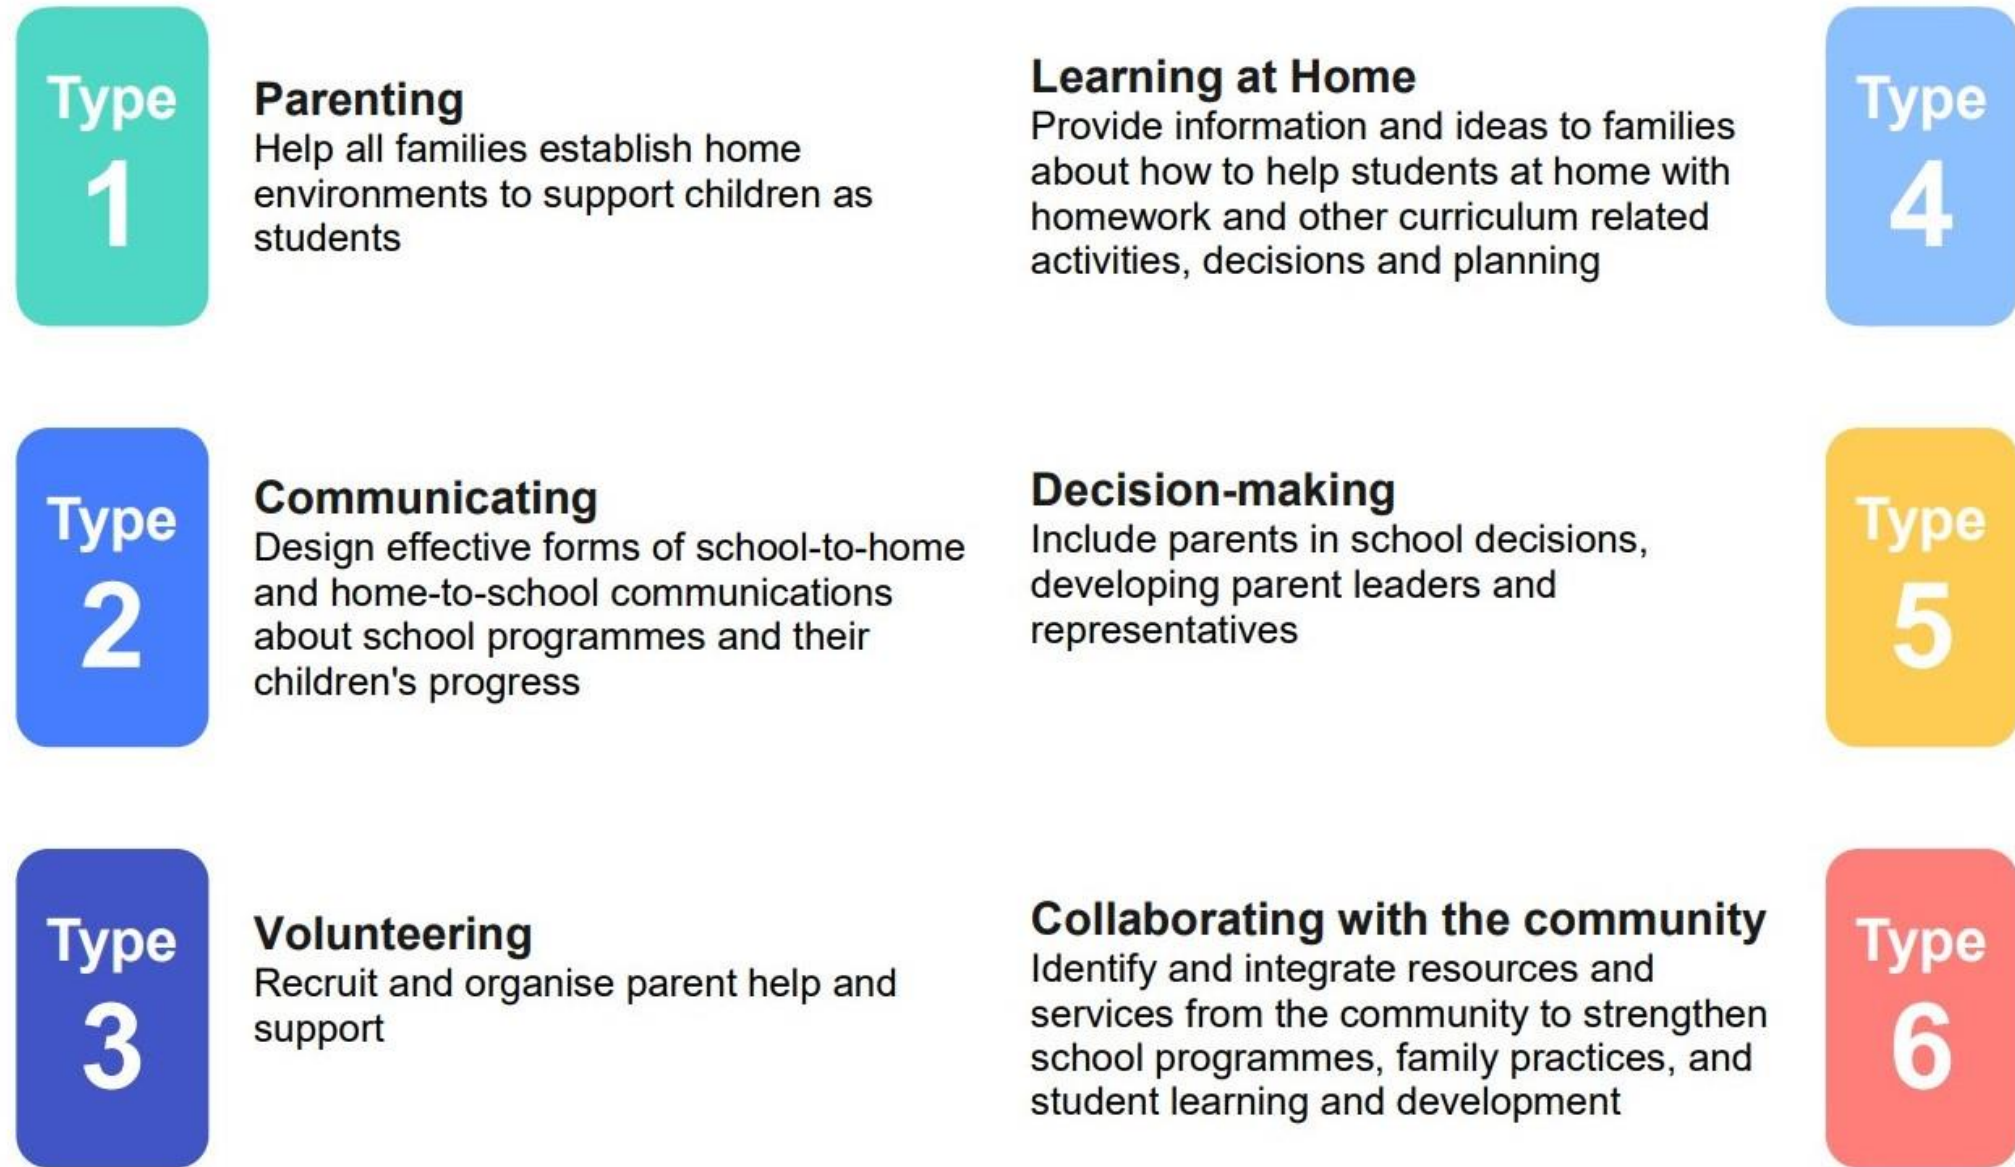 Type
1
Parenting
Help all families establish home
environments to support children as
students
Type
2
Communicating
Design effective forms of school-to-home
and home-to-school communications
about school programmes and their
children's progress
Type
3
Volunteering
Recruit and organise parent help and
support
Learning at Home
Provide information and ideas to families
about how to help students at home with
homework and other curriculum related
activities, decisions and planning
Type
4
Decision-making
Include parents in school decisions,
developing parent leaders and
representatives
Type
5
Collaborating with the community
Identify and integrate resources and
services from the community to strengthen
school programmes, family practices, and
student learning and development
Type
6